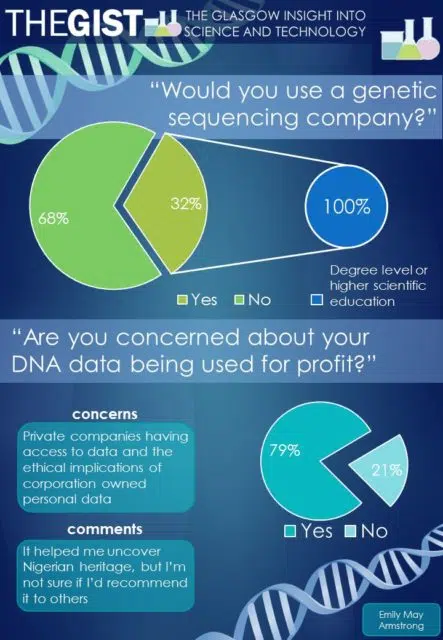 THEGIST
THE GLASGOW INSIGHT INTO
SCIENCE AND TECHNOLOGY
“Would you use a genetic
sequencing company?”
68%
32%
100%
Yes
No
Degree level or
higher scientific
education
“Are you concerned about your
DNA data being used for profit?”
concerns
Private companies having
access to data and the
ethical implications of
corporation owned
personal data
79%
21%
Yes
No
comments
It helped me uncover
Nigerian heritage, but I’m
not sure if I’d recommend
it to others
Emily May
Armstrong